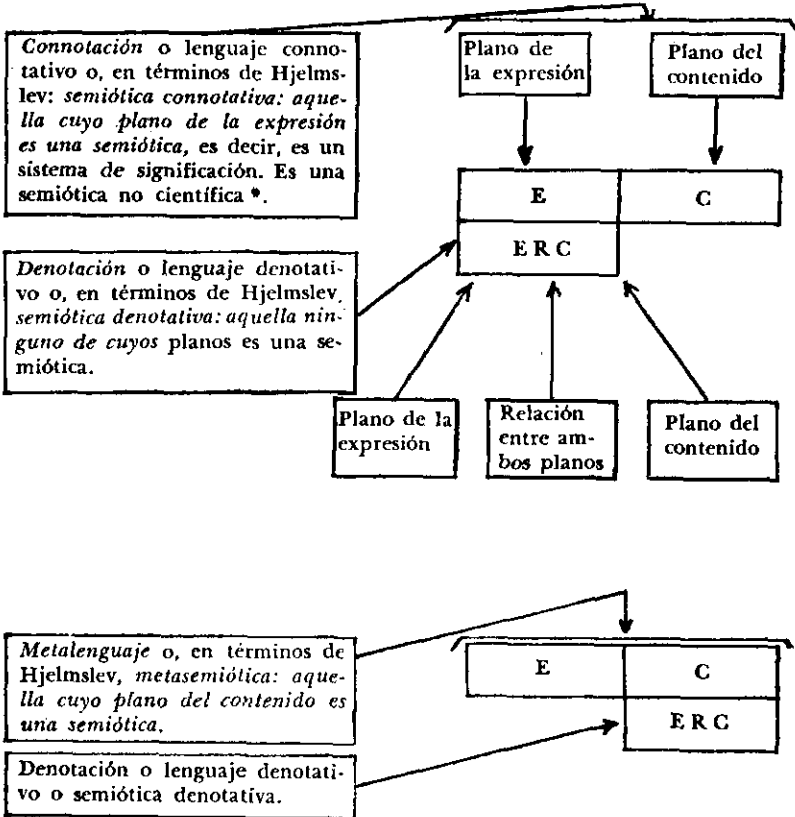 Connotación o lenguaje conno-
tativo o, en términos de Hjelms-
lev: semiótica connotativa: aque-
lla cuyo plano de la expresión
es una semiótica, es decir, es un
sistema de significación. Es una
semiótica no científica *.
Plano de
la expresión
Plano del
contenido
E
C
E R C
Denotación o lenguaje denotati-
vo o, en términos de Hjelmslev,
semiótica denotativa: aquella nin-
guno de cuyos planos es una se-
miótica.
Plano de la
expresión
Relación
entre am-
bos planos
Plano del
contenido
Metalenguaje o, en términos de
Hjelmslev, metasemiótica: aque-
lla cuyo plano del contenido es
una semiótica.
E
C
E R C
Denotación o lenguaje denotati-
vo o semiótica denotativa.